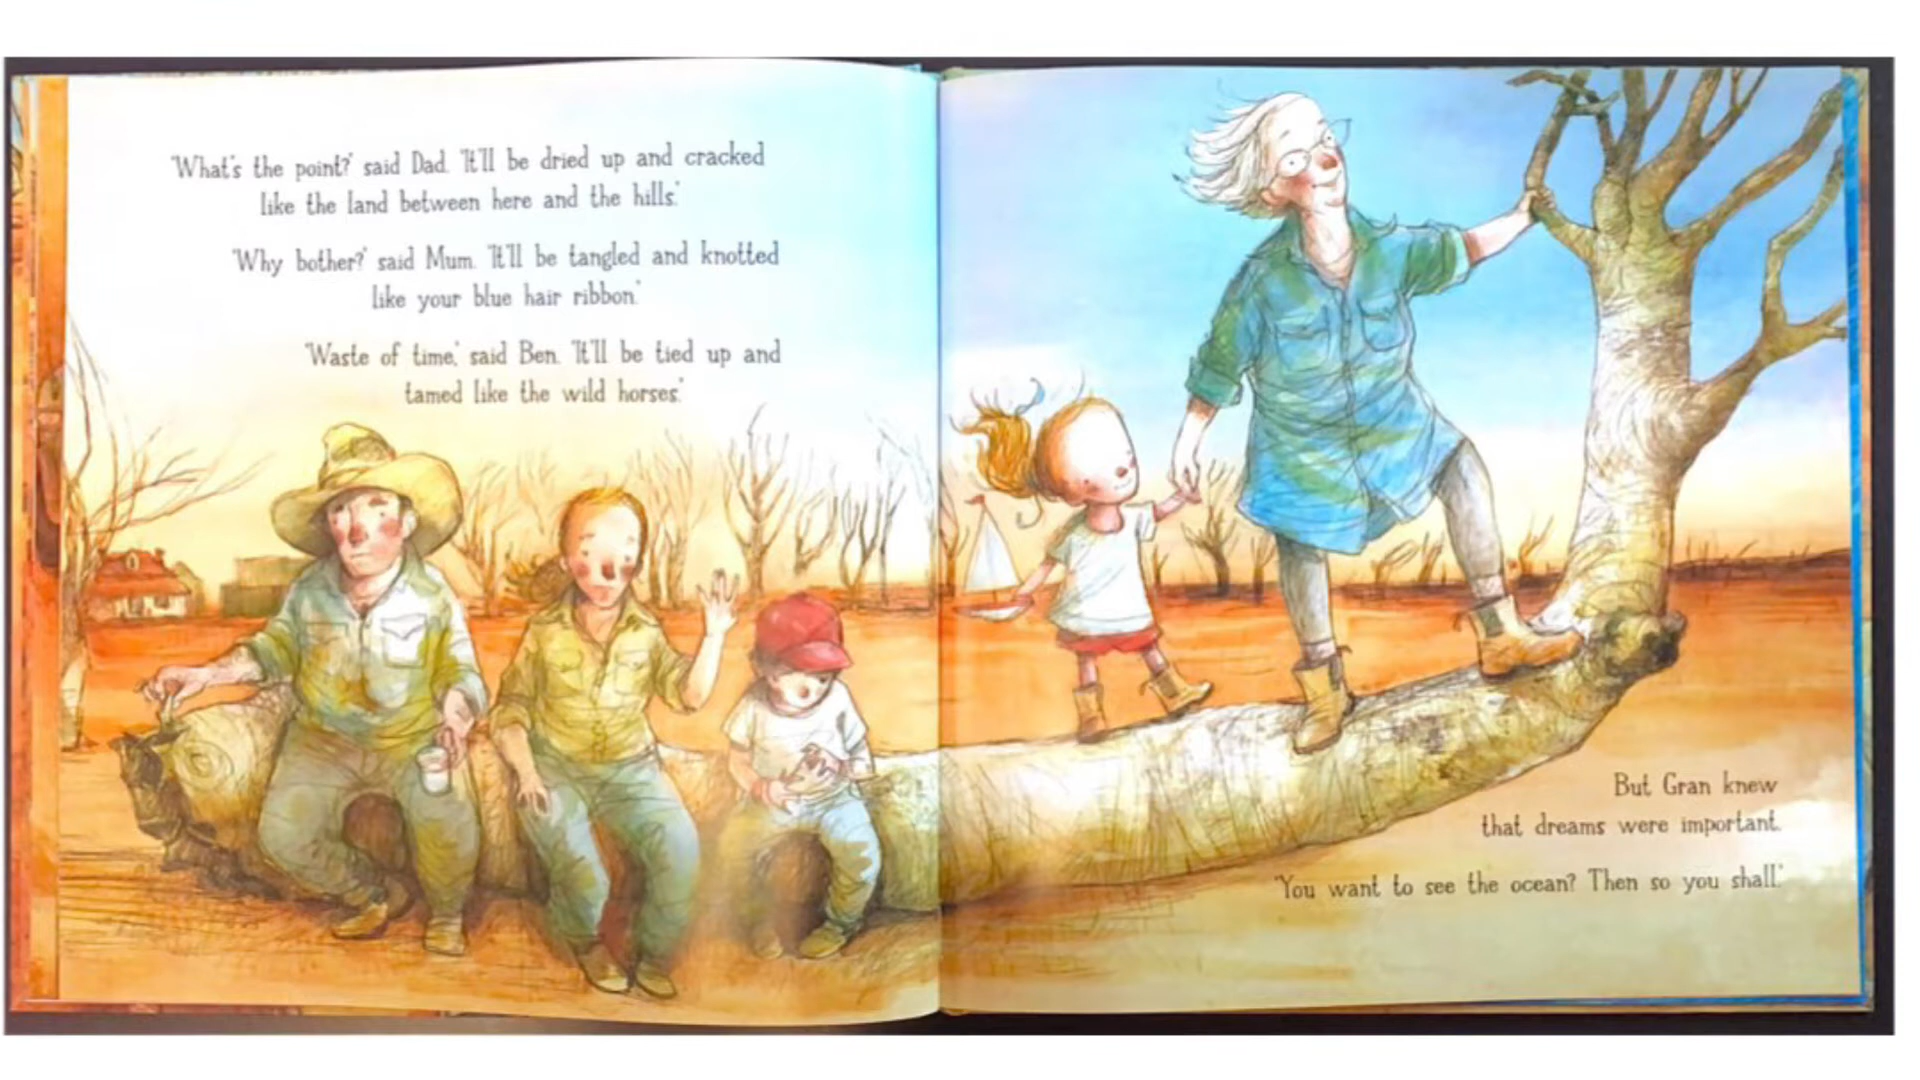 'What's the point?' said Dad. 'It'll be dried up and cracked
like the land between here and the hills.'
'Why bother?' said Mum. 'It'll be tangled and knotted
like your blue hair ribbon.'
'Waste of time,' said Ben. 'It'll be tied up and
tamed like the wild horses.'
But Gran knew
that dreams were important.
'You want to see the ocean? Then so you shall.'